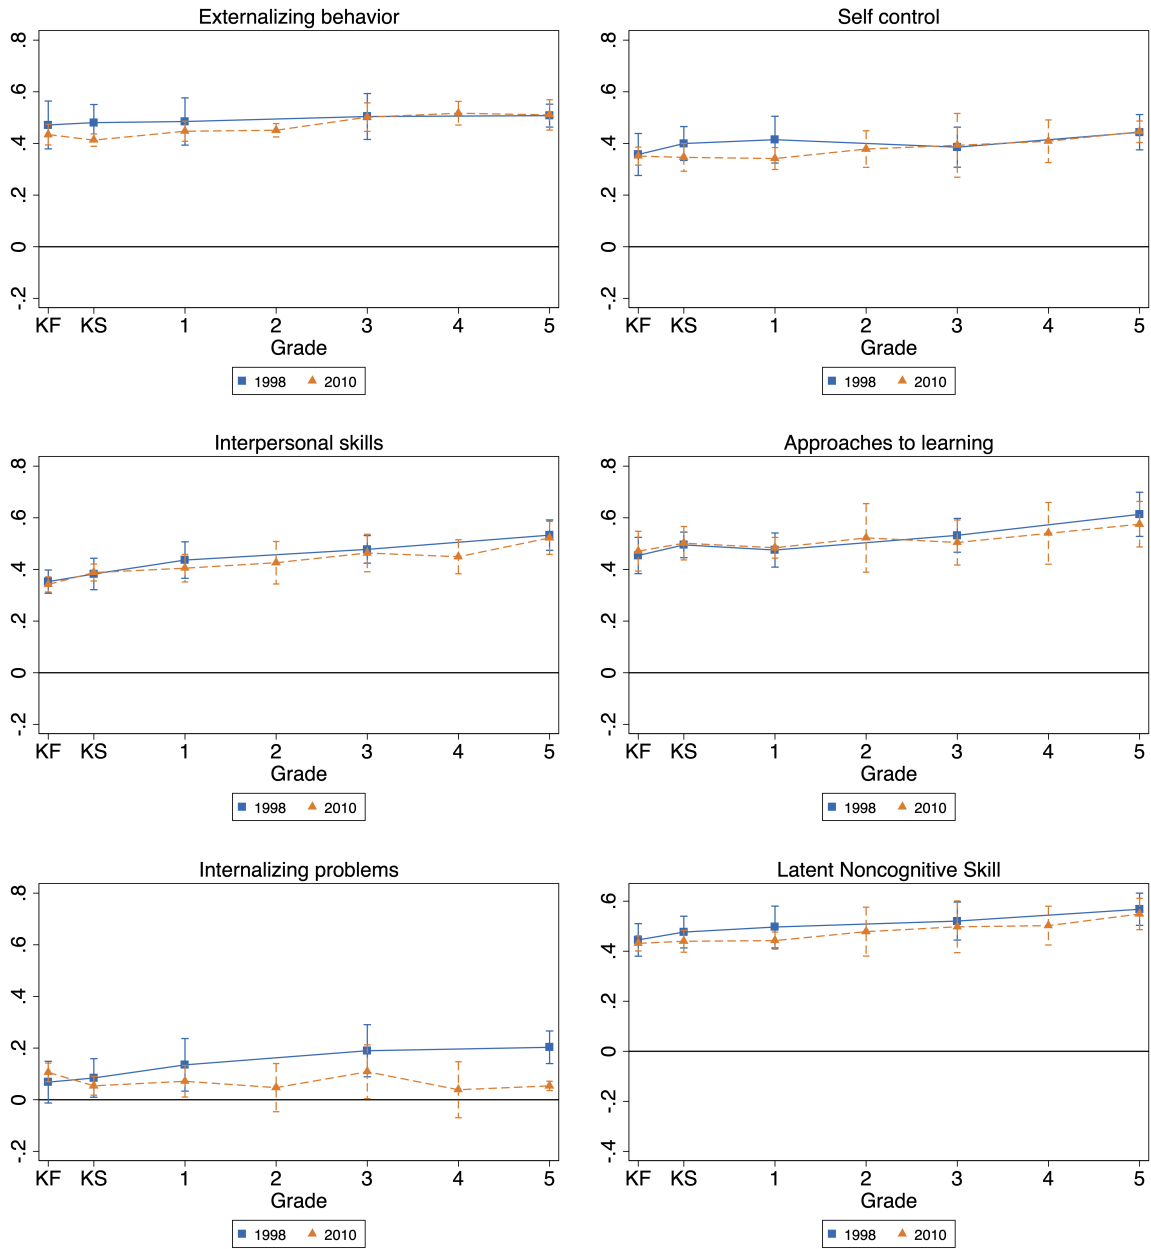 Externalizing behavior
.8
.6
.4
.2
0
-.2
KF KS 1 2 3 4 5
Grade
1998 2010
Self control
.8
.6
.4
.2
0
-.2
KF KS 1 2 3 4 5
Grade
1998 2010
Interpersonal skills
.8
.6
.4
.2
0
-.2
KF KS 1 2 3 4 5
Grade
1998 2010
Approaches to learning
.8
.6
.4
.2
0
-.2
KF KS 1 2 3 4 5
Grade
1998 2010
Internalizing problems
.8
.6
.4
.2
0
-.2
KF KS 1 2 3 4 5
Grade
1998 2010
Latent Noncognitive Skill
.6
.4
.2
0
-.2
-.4
KF KS 1 2 3 4 5
Grade
1998 2010